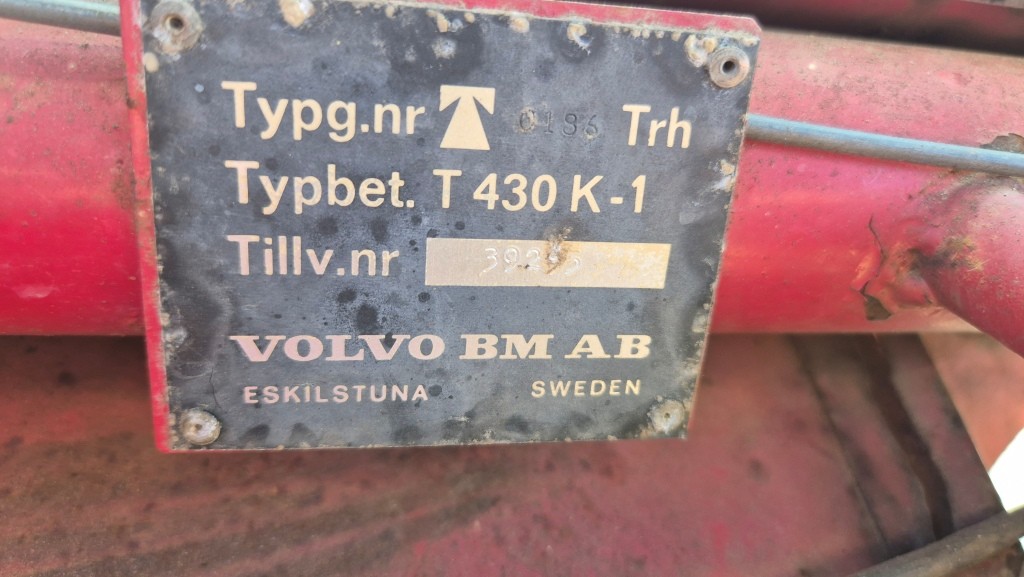 Typg.nr 0186 Trh
Typbet. T 430 K-1
Tillv.nr
VOLVO BM AB
ESKILSTUNA SWEDEN